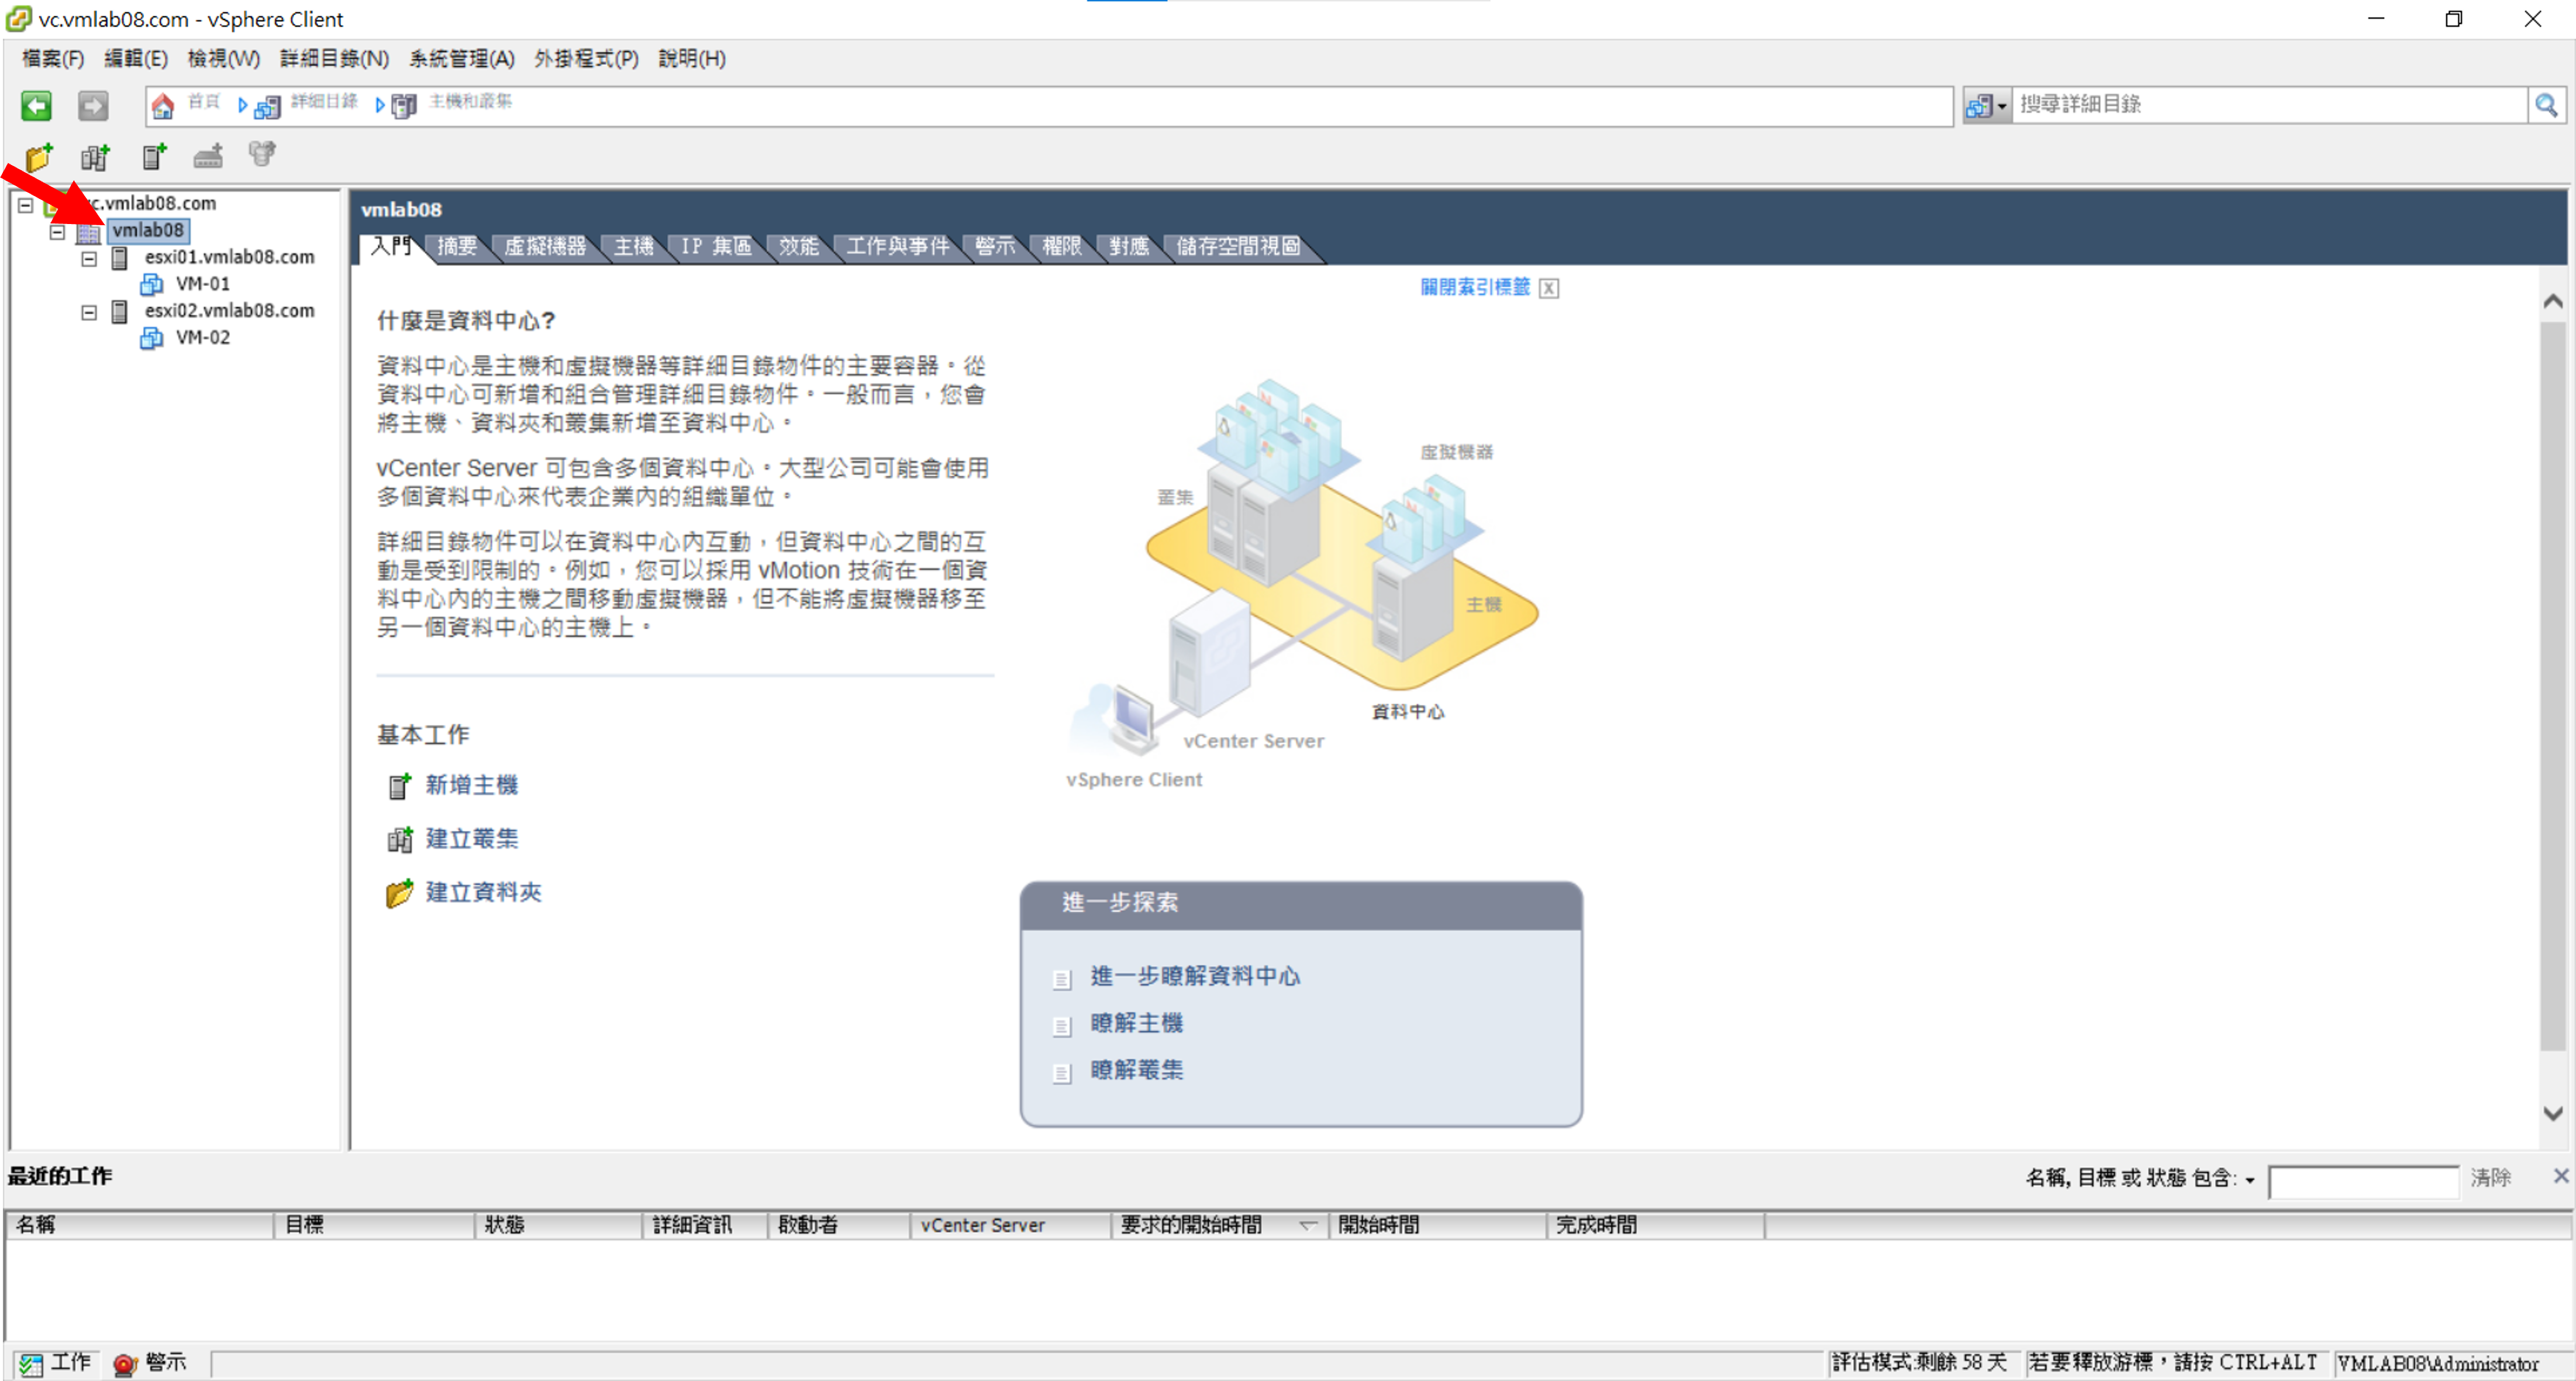 vc.vmlab08.com - vSphere Client
檔案(F) 編輯(E) 檢視(W) 詳細目錄(N) 系統管理(A) 外掛程式(P) 說明(H)
首頁 詳細目錄 主機和叢集
搜尋詳細目錄
c.vmlab08.com
vmlab08
esxi01.vmlab08.com
VM-01
esxi02.vmlab08.com
VM-02
vmlab08
入門 摘要 虛擬機器 主機 IP 集區 效能 工作與事件 警示 權限 對應 儲存空間視圖
關閉索引標籤 X
什麼是資料中心?
資料中心是主機和虛擬機器等詳細目錄物件的主要容器。從
資料中心可新增和組合管理詳細目錄物件。一般而言，您會
將主機、資料夾和叢集新增至資料中心。
vCenter Server 可包含多個資料中心。大型公司可能會使用
多個資料中心來代表企業內的組織單位。
詳細目錄物件可以在資料中心內互動，但資料中心之間的互
動是受到限制的。例如，您可以採用 vMotion 技術在一個資
料中心內的主機之間移動虛擬機器，但不能將虛擬機器移至
另一個資料中心的主機上。
虛擬機器
叢集
主機
資料中心
vCenter Server
vSphere Client
基本工作
新增主機
建立叢集
建立資料夾
進一步探索
進一步瞭解資料中心
瞭解主機
瞭解叢集
最近的工作
名稱, 目標 或 狀態 包含: 清除
名稱 目標 狀態 詳細資訊 啟動者 vCenter Server 要求的開始時間 開始時間 完成時間
工作 警示
評估模式:剩餘 58 天 若要釋放游標，請按 CTRL+ALT VMLAB08\Administrator